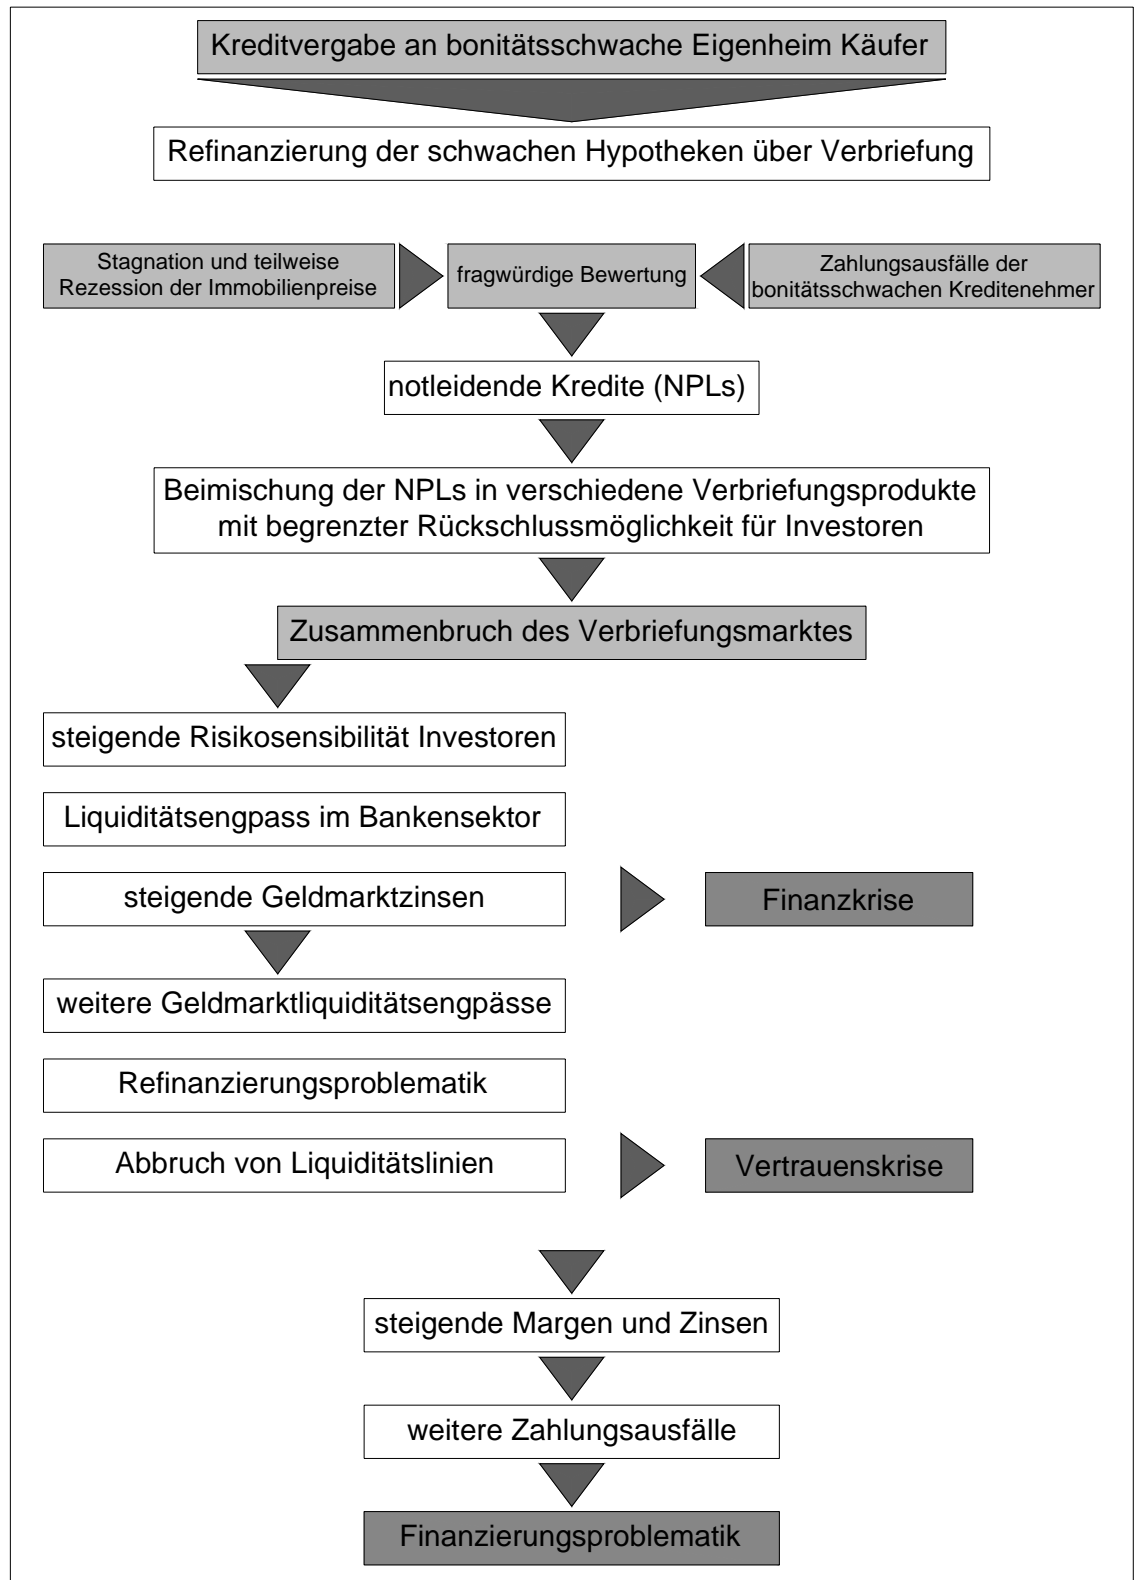 Kreditvergabe an bonitätsschwache Eigenheim Käufer
Refinanzierung der schwachen Hypotheken über Verbriefung
Stagnation und teilweise
Rezession der Immobilienpreise
fragwürdige Bewertung
Zahlungsausfälle der
bonitätsschwachen Kreditenehmer
notleidende Kredite (NPLs)
Beimischung der NPLs in verschiedene Verbriefungsprodukte
mit begrenzter Rückschlussmöglichkeit für Investoren
Zusammenbruch des Verbriefungsmarktes
steigende Risikosensibilität Investoren
Liquiditätsengpass im Bankensektor
steigende Geldmarktzinsen
Finanzkrise
weitere Geldmarktliquiditätsengpässe
Refinanzierungsproblematik
Abbruch von Liquiditätslinien
Vertrauenskrise
steigende Margen und Zinsen
weitere Zahlungsausfälle
Finanzierungsproblematik